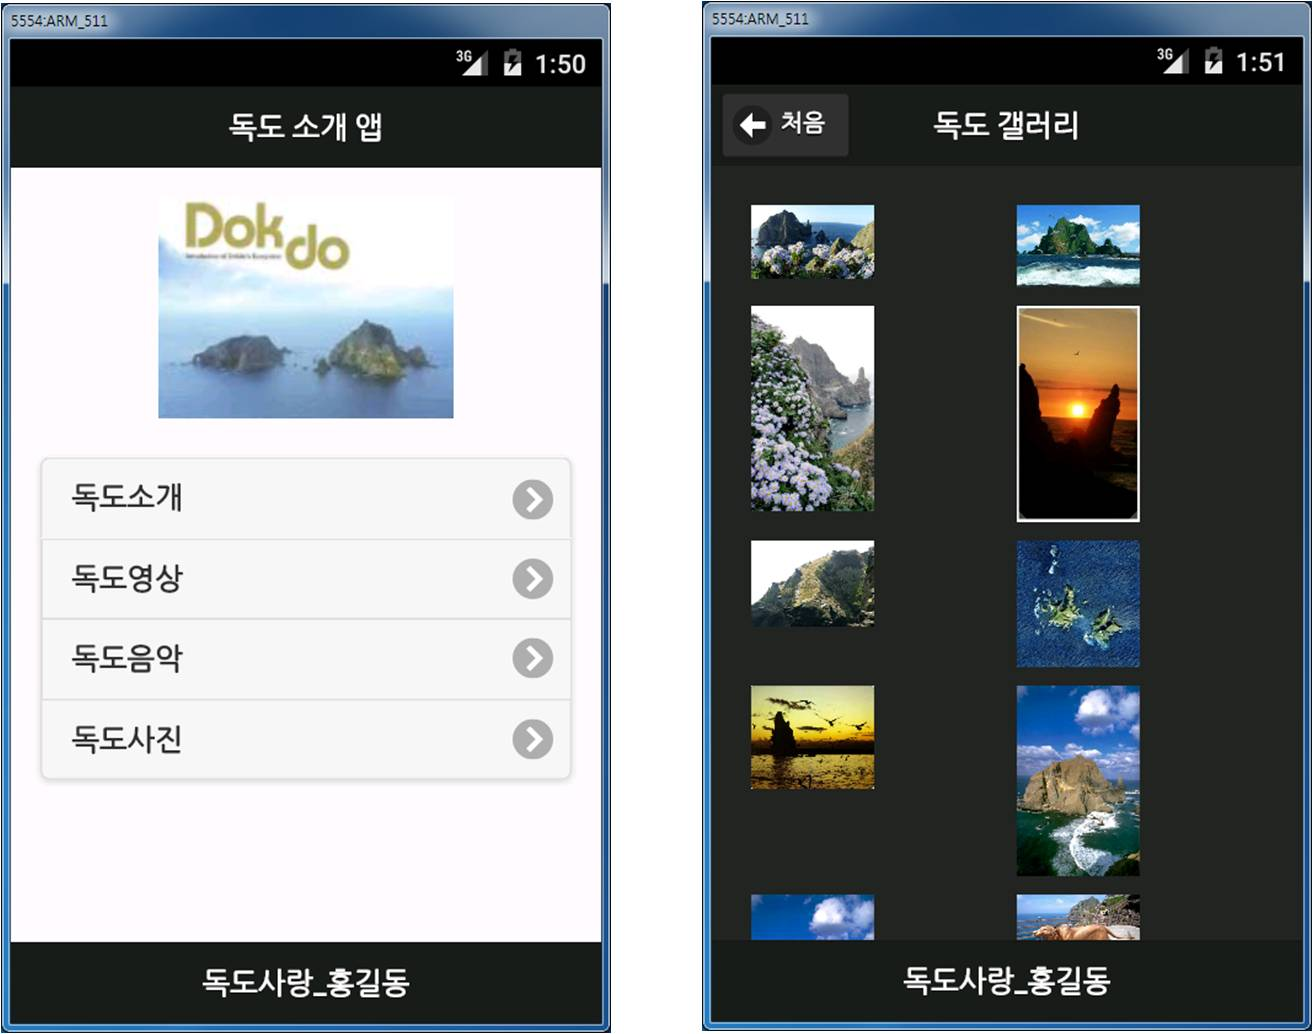 5554:ARM_511
3G 1:50
독도 소개 앱
Dokdo
독도소개
독도영상
독도음악
독도사진
독도사랑_홍길동
5554:ARM_511
3G 1:51
처음 독도 갤러리
독도사랑_홍길동